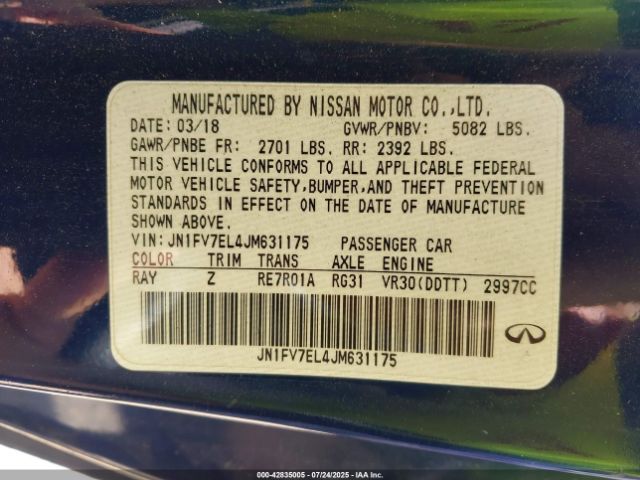 MANUFACTURED BY NISSAN MOTOR CO.,LTD.
DATE: 03/18 GVWR/PNBV: 5082 LBS.
GAWR/PNBE FR: 2701 LBS. RR: 2392 LBS.
THIS VEHICLE CONFORMS TO ALL APPLICABLE FEDERAL
MOTOR VEHICLE SAFETY,BUMPER,AND THEFT PREVENTION
STANDARDS IN EFFECT ON THE DATE OF MANUFACTURE
SHOWN ABOVE.
VIN: JN1FV7EL4JM631175 PASSENGER CAR
COLOR TRIM TRANS AXLE ENGINE
RAY Z RE7R01A RG31 VR30(DDTT) 2997CC
JN1FV7EL4JM631175
000-42835005 - 07/24/2025 - IAAI.COM